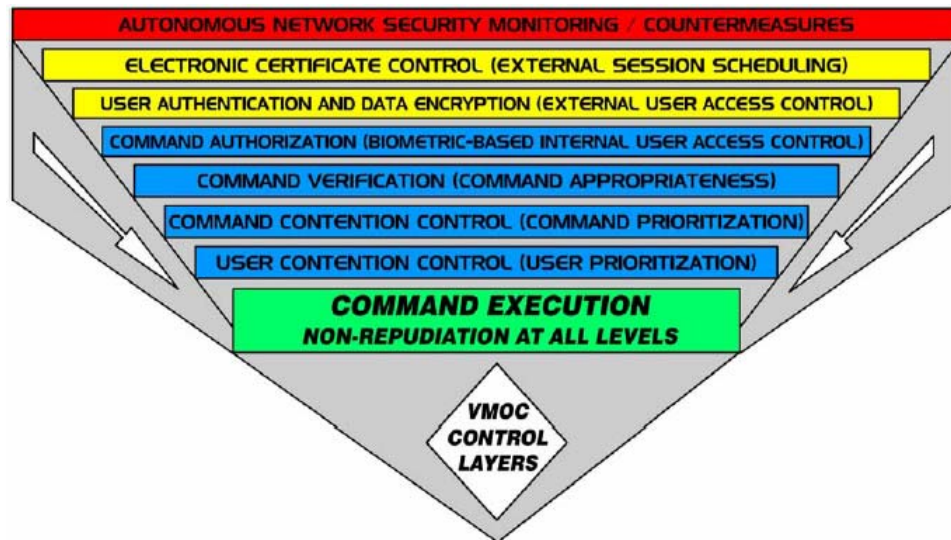 AUTONOMOUS NETWORK SECURITY MONITORING / COUNTERMEASURES
ELECTRONIC CERTIFICATE CONTROL (EXTERNAL SESSION SCHEDULING)
USER AUTHENTICATION AND DATA ENCRYPTION (EXTERNAL USER ACCESS CONTROL)
COMMAND AUTHORIZATION (BIOMETRIC-BASED INTERNAL USER ACCESS CONTROL)
COMMAND VERIFICATION (COMMAND APPROPRIATENESS)
COMMAND CONTENTION CONTROL (COMMAND PRIORITIZATION)
USER CONTENTION CONTROL (USER PRIORITIZATION)
COMMAND EXECUTION
NON-REPUDIATION AT ALL LEVELS
VMOC
CONTROL
LAYERS